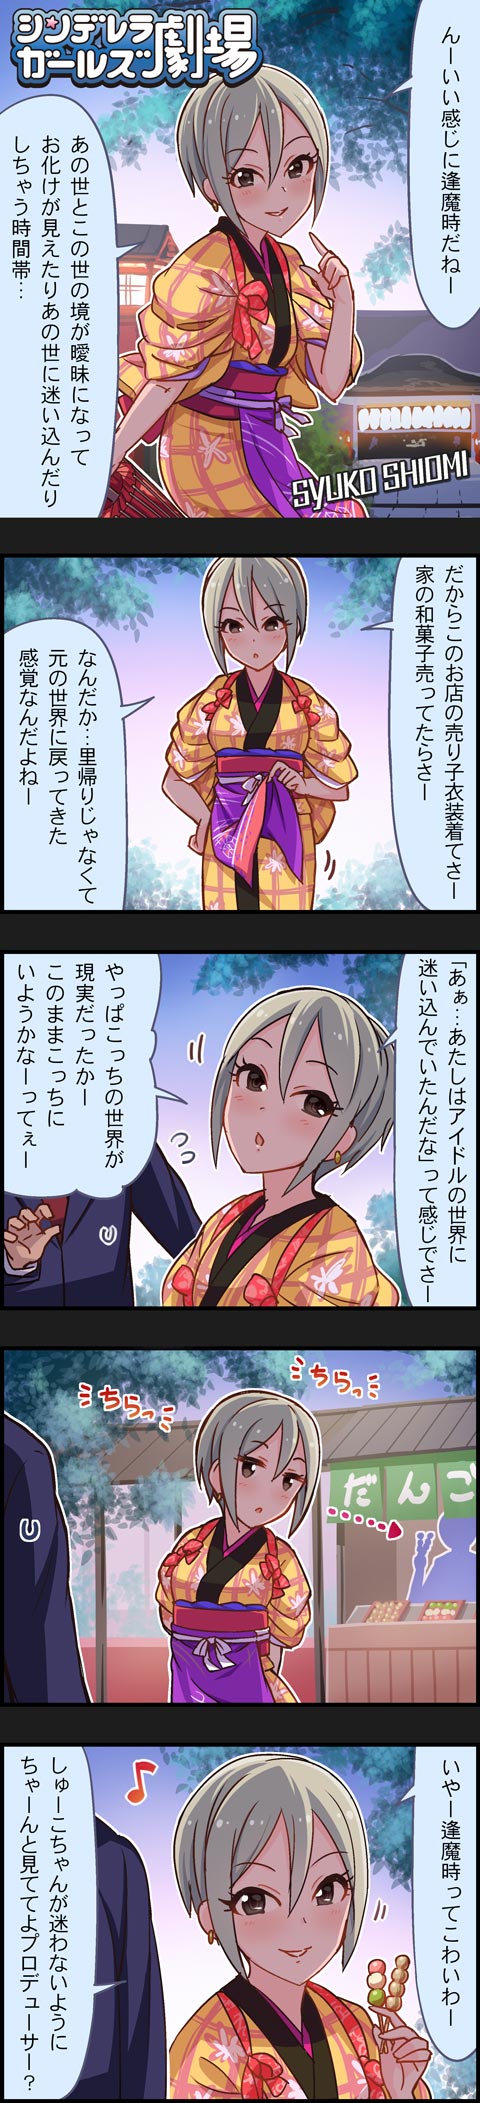 シンデレラ
ガールズ劇場
んーいい感じに逢魔時だねー
あの世とこの世の境が曖昧になって
お化けが見えたりあの世に迷い込んだり
しちゃう時間帯…
SYUKO SHIOMI
だからこのお店の売り子衣装着てさー
家の和菓子売ってたらさー
なんだか…里帰りじゃなくて
元の世界に戻ってきた
感覚なんだよねー
「あぁ…あたしはアイドルの世界に
迷い込んでいたんだな」って感じでさー
やっぱこっちの世界が
現実だったかー
このままこっちに
いようかなーってぇー
ちらっ
ちらっ
だんご
いやー逢魔時ってこわいわー
しゅーこちゃんが迷わないように
ちゃーんと見ててよプロデューサー?